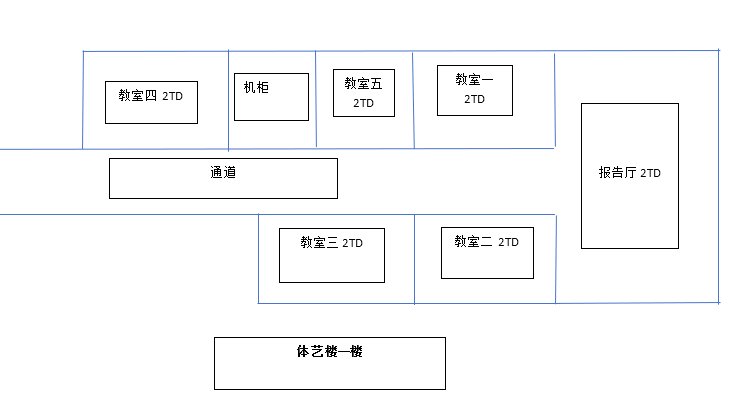 教室四 2TD
机柜
教室五
2TD
教室一
2TD
报告厅 2TD
通道
教室三 2TD
教室二 2TD
体艺楼一楼